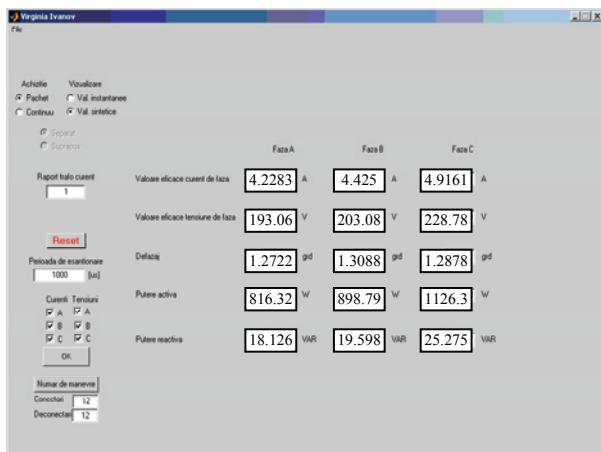 Virginia Ivanov
File
Achizitie Vizualizare
Pachet Val. instantanee
Continuu Val. sintetice
Separat
Suprapus
Faza A Faza B Faza C
Raport trafo curent
1
Valoare eficace curent de faza 4.2283 A 4.425 A 4.9161 A
Valoare eficace tensiune de faza 193.06 V 203.08 V 228.78 V
Reset
Defazaj 1.2722 grd 1.3088 grd 1.2878 grd
Perioada de esantionare
1000 [us]
Putere activa 816.32 W 898.79 W 1126.3 W
Curenti Tensiuni
A A
B B
C C
Putere reactiva 18.126 VAR 19.598 VAR 25.275 VAR
OK
Numar de manevre
Conectari 12
Deconectari 12